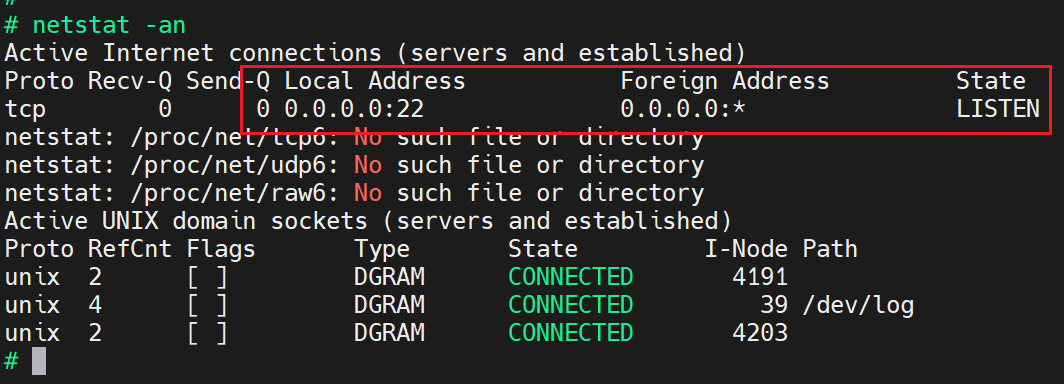 #
# netstat -an
Active Internet connections (servers and established)
Proto Recv-Q Send-Q Local Address           Foreign Address         State
tcp        0      0 0.0.0.0:22              0.0.0.0:*               LISTEN
netstat: /proc/net/tcp6: No such file or directory
netstat: /proc/net/udp6: No such file or directory
netstat: /proc/net/raw6: No such file or directory
Active UNIX domain sockets (servers and established)
Proto RefCnt Flags       Type       State         I-Node Path
unix  2      [ ]         DGRAM      CONNECTED       4191
unix  4      [ ]         DGRAM      CONNECTED         39 /dev/log
unix  2      [ ]         DGRAM      CONNECTED       4203
#